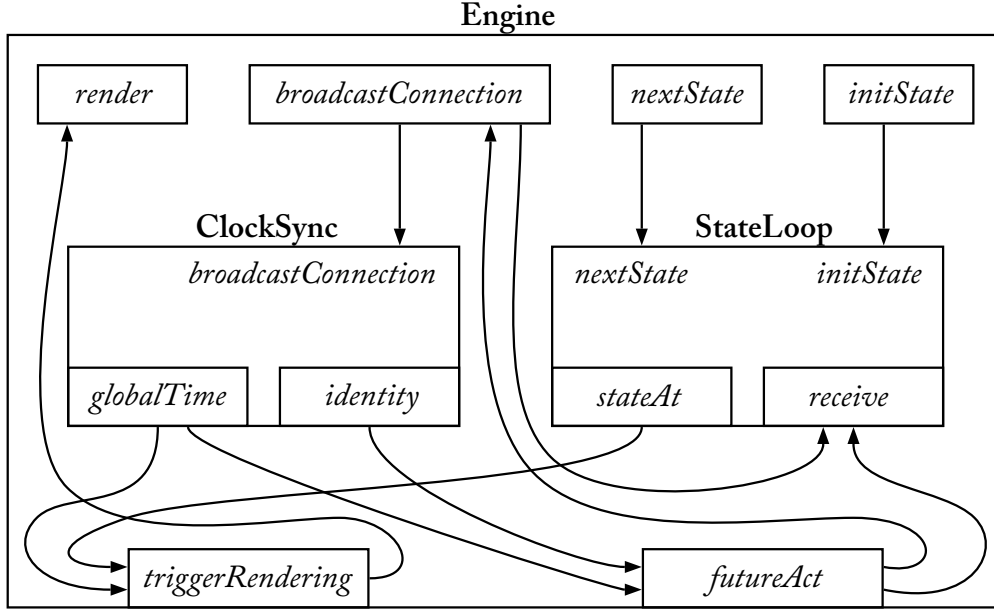 Engine
render
broadcastConnection
nextState
initState
ClockSync
StateLoop
broadcastConnection
nextState
initState
globalTime
identity
stateAt
receive
triggerRendering
futureAct